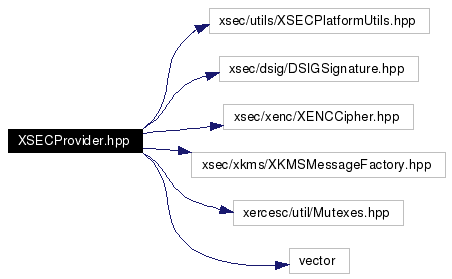 xsec/utils/XSECPlatformUtils.hpp
xsec/dsig/DSIGSignature.hpp
xsec/xenc/XENCCipher.hpp
XSECProvider.hpp
xsec/xkms/XKMSMessageFactory.hpp
xercesc/util/Mutexes.hpp
vector